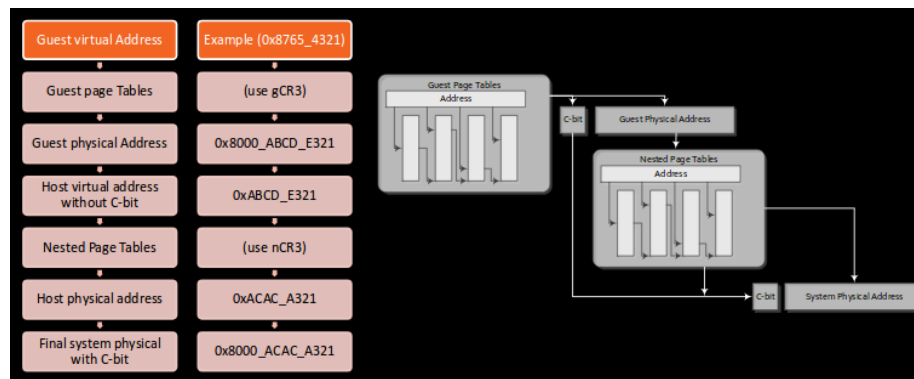 Guest virtual Address
Example (0x8765_4321)
Guest page Tables
(use gCR3)
Guest physical Address
0x8000_ABCD_E321
Host virtual address
without C-bit
0xABCD_E321
Nested Page Tables
(use nCR3)
Host physical address
0xACAC_A321
Final system physical
with C-bit
0x8000_ACAC_A321
Guest Page Tables
Address
C-bit
Guest Physical Address
Nested Page Tables
Address
C-bit
System Physical Address